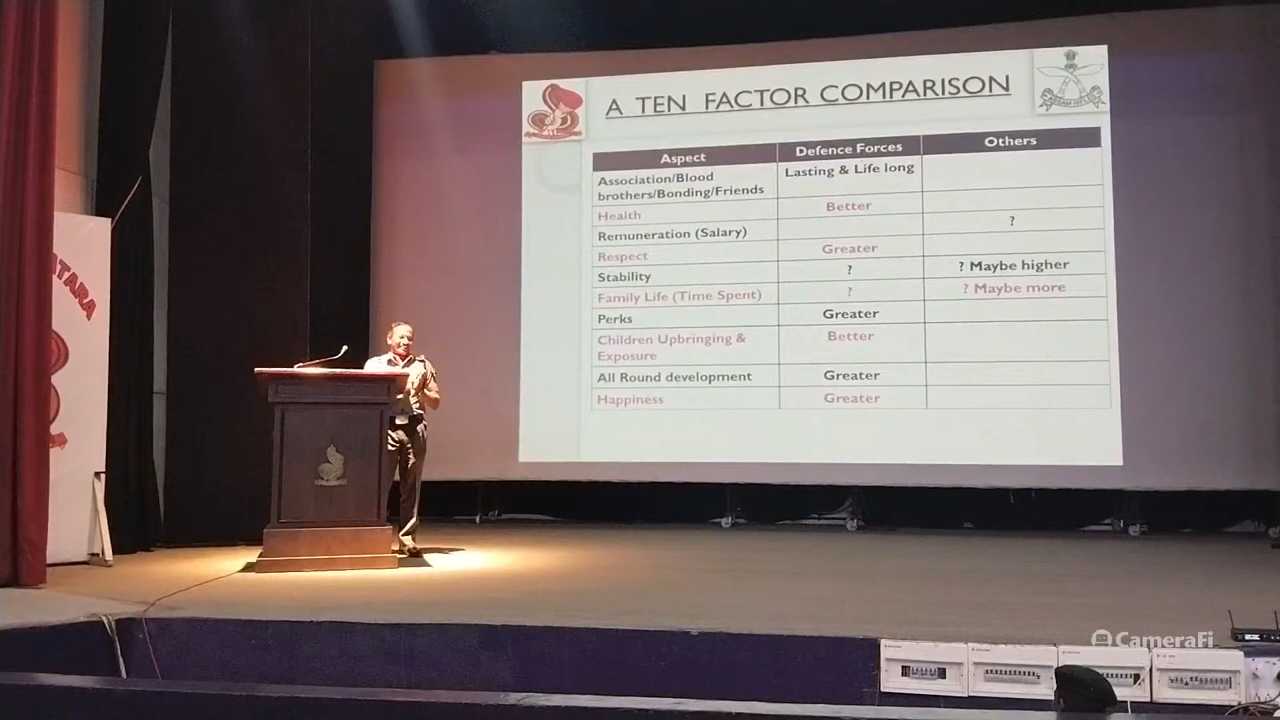 A TEN FACTOR COMPARISON
ASSAM RIFLES
Aspect Defence Forces Others
Association/Blood brothers/Bonding/Friends Lasting & Life long
Health Better
Remuneration (Salary) ?
Respect Greater
Stability ? ? Maybe higher
Family Life (Time Spent) ? ? Maybe more
Perks Greater
Children Upbringing & Exposure Better
All Round development Greater
Happiness Greater
TARA
CameraFi